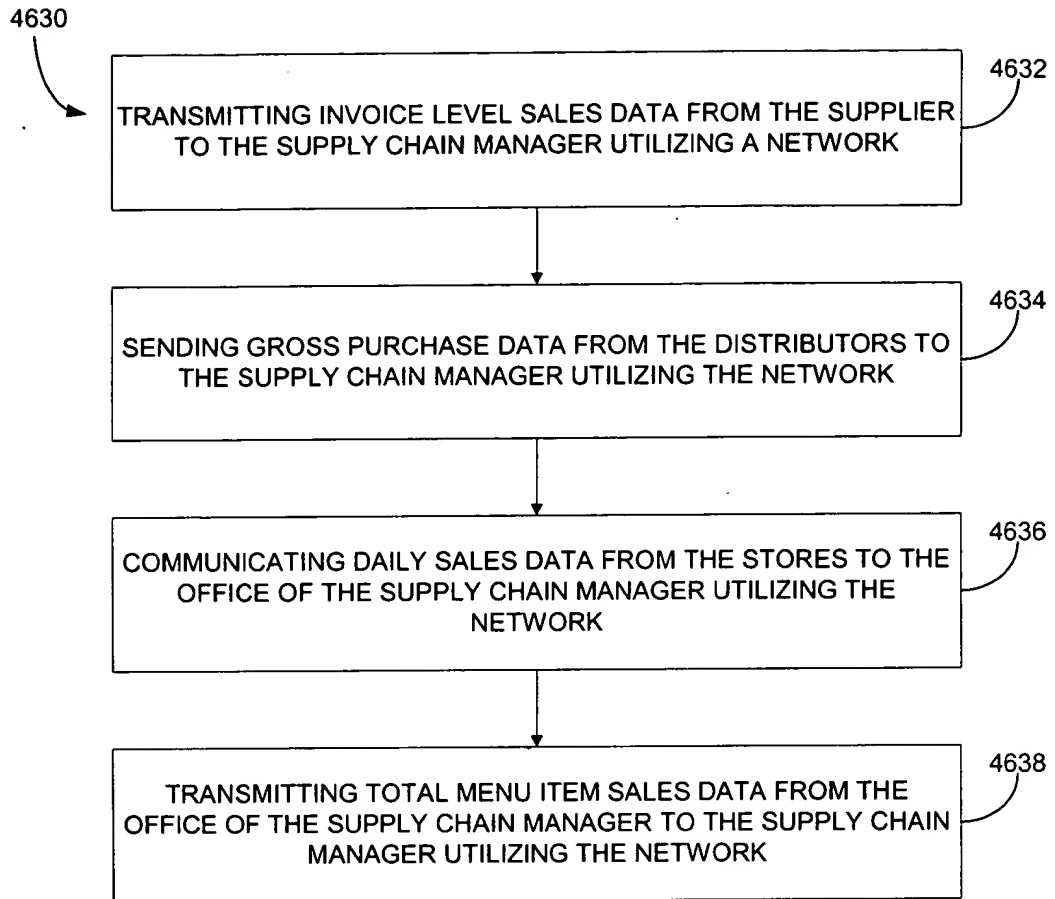 4630
4632
TRANSMITTING INVOICE LEVEL SALES DATA FROM THE SUPPLIER
TO THE SUPPLY CHAIN MANAGER UTILIZING A NETWORK
4634
SENDING GROSS PURCHASE DATA FROM THE DISTRIBUTORS TO
THE SUPPLY CHAIN MANAGER UTILIZING THE NETWORK
4636
COMMUNICATING DAILY SALES DATA FROM THE STORES TO THE
OFFICE OF THE SUPPLY CHAIN MANAGER UTILIZING THE
NETWORK
4638
TRANSMITTING TOTAL MENU ITEM SALES DATA FROM THE
OFFICE OF THE SUPPLY CHAIN MANAGER TO THE SUPPLY CHAIN
MANAGER UTILIZING THE NETWORK